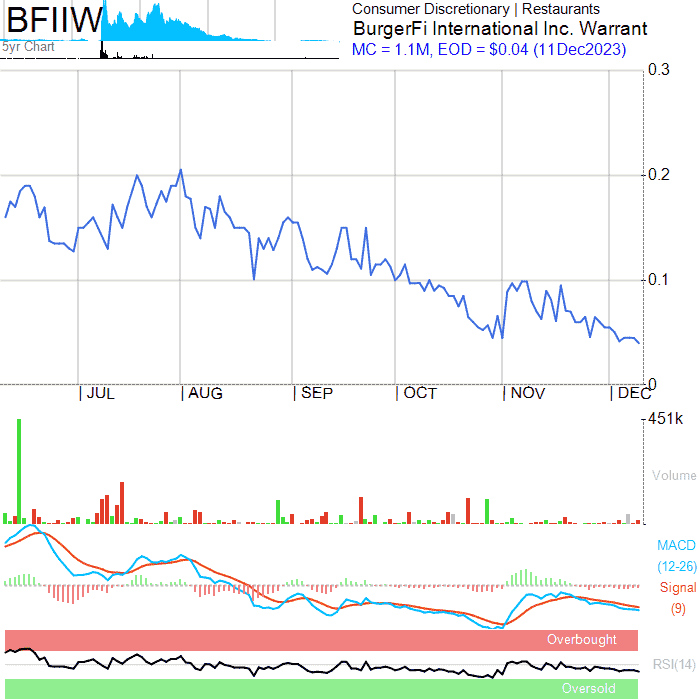 BFIIW
5yr Chart
Consumer Discretionary | Restaurants
BurgerFi International Inc. Warrant
MC = 1.1M, EOD = $0.04 (11Dec2023)
0.3
0.2
0.1
0
| JUL | AUG | SEP | OCT | NOV | DEC
451k
Volume
MACD
(12-26)
Signal
(9)
Overbought
RSI(14)
Oversold